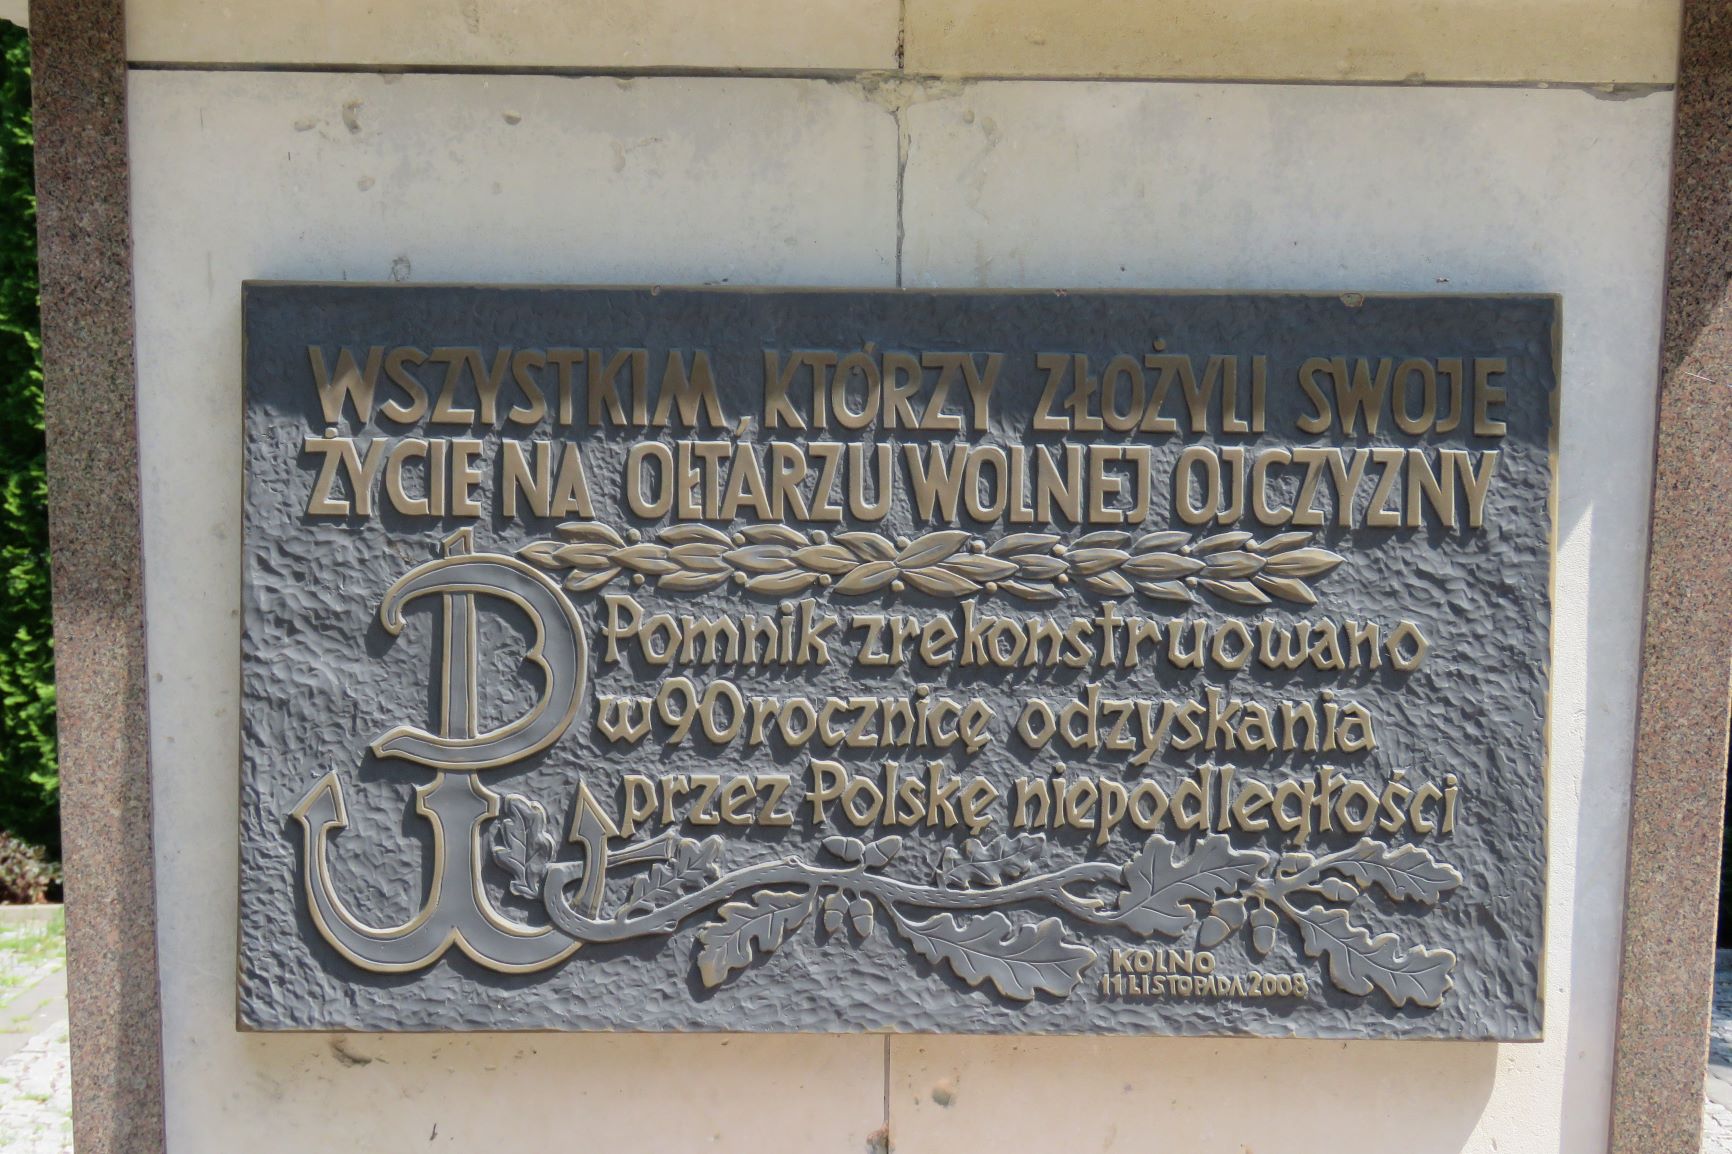 WSZYSTKIM, KTÓRZY ZŁOŻYLI SWOJE
ŻYCIE NA OŁTARZU WOLNEJ OJCZYZNY
Pomnik zrekonstruowano
w 90 rocznicę odzyskania
przez Polskę niepodległości
KOLNO
11 LISTOPADA 2008